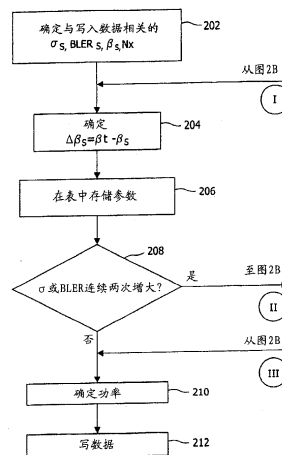 确定与写入数据相关的
σS, BLER S, βS,Nx
202
从图2B
I
确定
ΔβS=βt -βS
204
在表中存储参数
206
208
σ或BLER连续两次增大?
是
至图2B
II
否
从图2B
III
确定功率
210
写数据
212